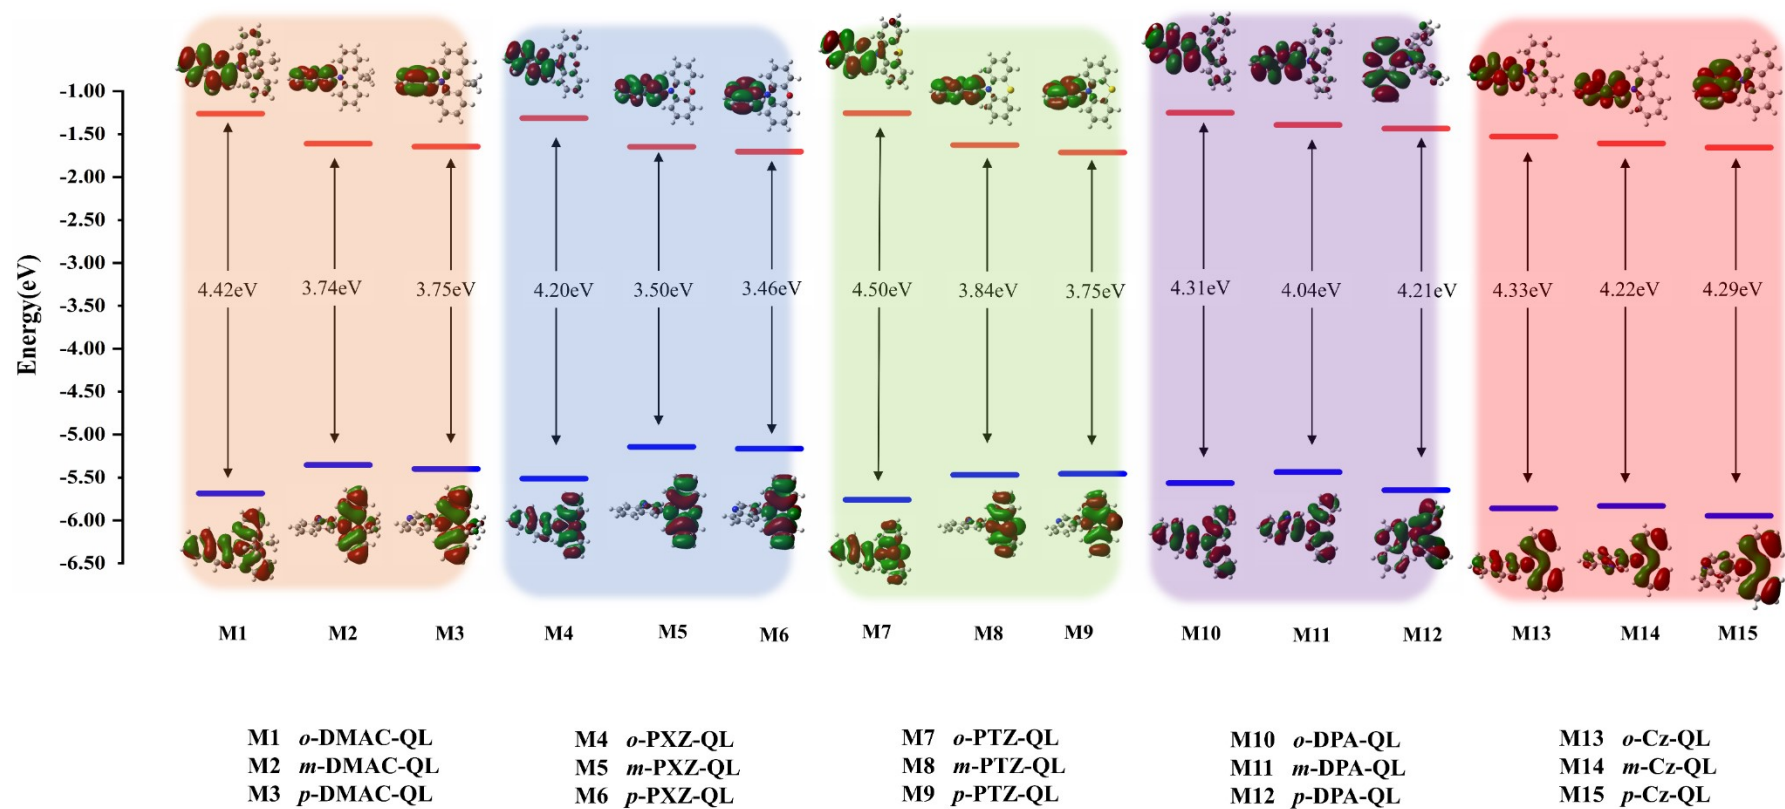 Energy(eV)
-1.00
-1.50
-2.00
-2.50
-3.00
-3.50
-4.00
-4.50
-5.00
-5.50
-6.00
-6.50
4.42eV 3.74eV 3.75eV 4.20eV 3.50eV 3.46eV 4.50eV 3.84eV 3.75eV 4.31eV 4.04eV 4.21eV 4.33eV 4.22eV 4.29eV
M1 M2 M3 M4 M5 M6 M7 M8 M9 M10 M11 M12 M13 M14 M15
M1 o-DMAC-QL
M2 m-DMAC-QL
M3 p-DMAC-QL
M4 o-PXZ-QL
M5 m-PXZ-QL
M6 p-PXZ-QL
M7 o-PTZ-QL
M8 m-PTZ-QL
M9 p-PTZ-QL
M10 o-DPA-QL
M11 m-DPA-QL
M12 p-DPA-QL
M13 o-Cz-QL
M14 m-Cz-QL
M15 p-Cz-QL